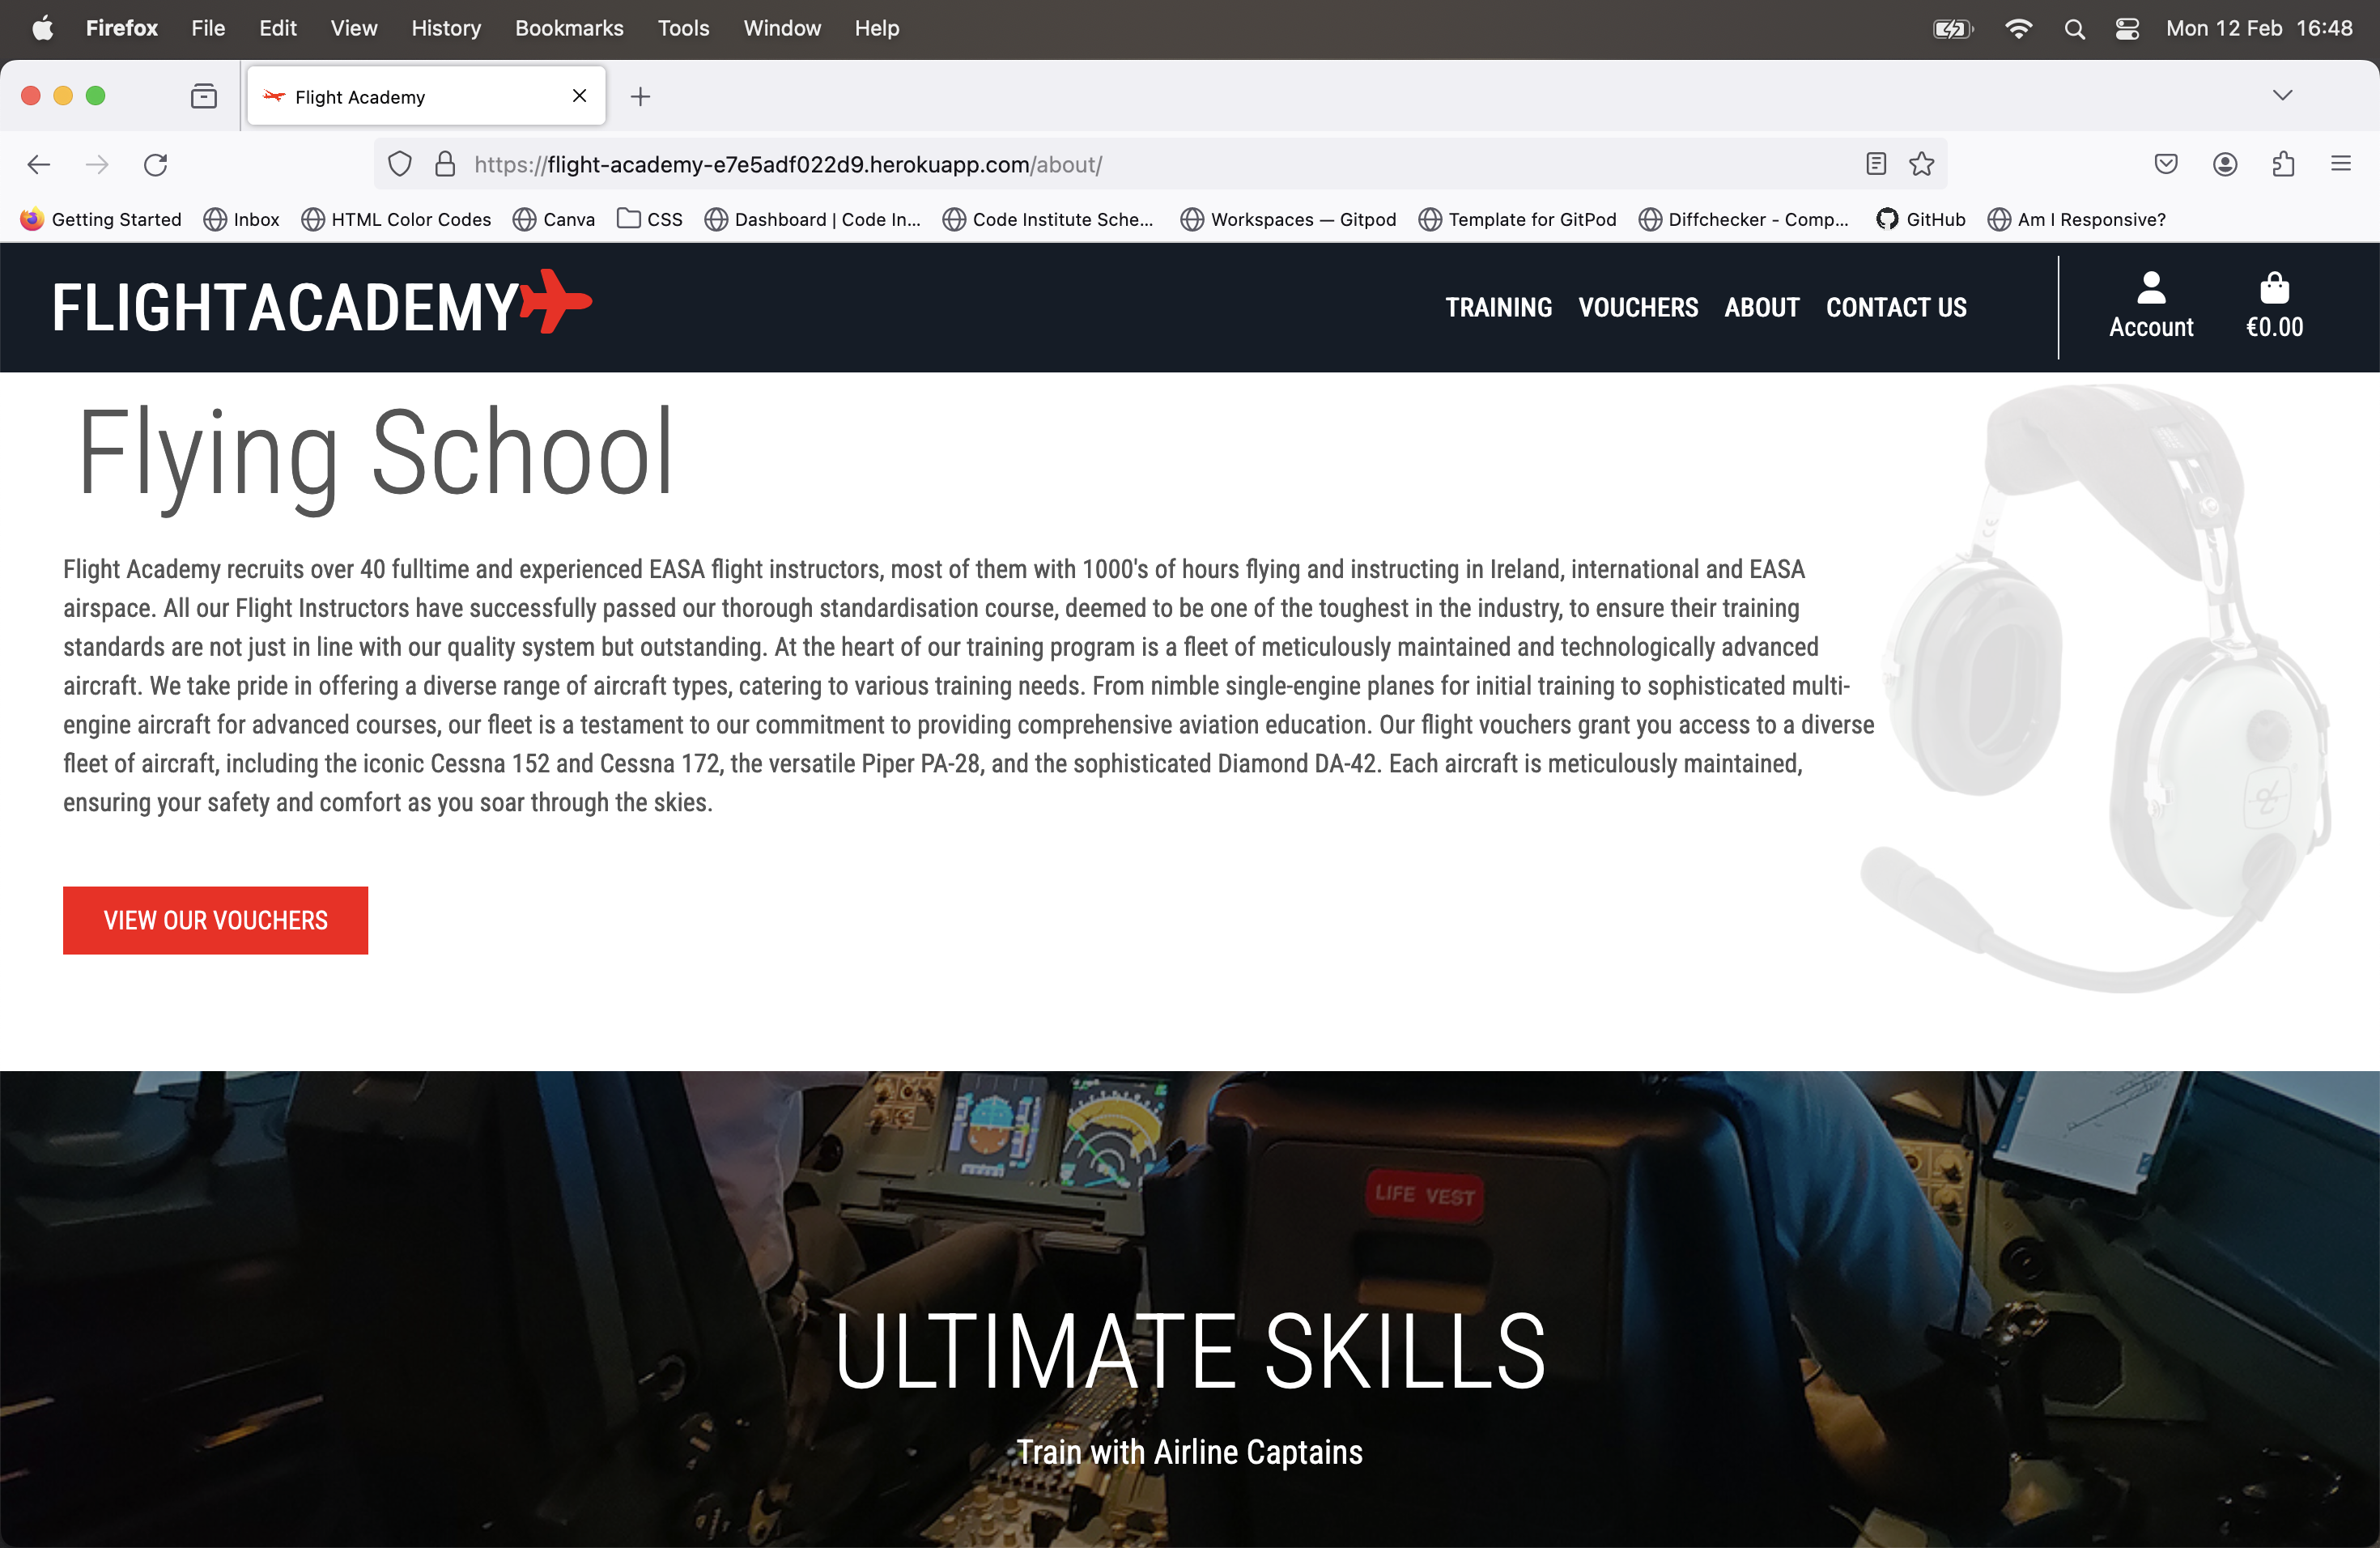 Firefox File Edit View History Bookmarks Tools Window Help Mon 12 Feb 16:48
Flight Academy
https://flight-academy-e7e5adf022d9.herokuapp.com/about/
Getting Started Inbox HTML Color Codes Canva CSS Dashboard | Code In... Code Institute Sche... Workspaces — Gitpod Template for GitPod Diffchecker - Comp... GitHub Am I Responsive?
FLIGHTACADEMY TRAINING VOUCHERS ABOUT CONTACT US Account €0.00
Flying School
Flight Academy recruits over 40 fulltime and experienced EASA flight instructors, most of them with 1000's of hours flying and instructing in Ireland, international and EASA
airspace. All our Flight Instructors have successfully passed our thorough standardisation course, deemed to be one of the toughest in the industry, to ensure their training
standards are not just in line with our quality system but outstanding. At the heart of our training program is a fleet of meticulously maintained and technologically advanced
aircraft. We take pride in offering a diverse range of aircraft types, catering to various training needs. From nimble single-engine planes for initial training to sophisticated multi-
engine aircraft for advanced courses, our fleet is a testament to our commitment to providing comprehensive aviation education. Our flight vouchers grant you access to a diverse
fleet of aircraft, including the iconic Cessna 152 and Cessna 172, the versatile Piper PA-28, and the sophisticated Diamond DA-42. Each aircraft is meticulously maintained,
ensuring your safety and comfort as you soar through the skies.
VIEW OUR VOUCHERS
LIFE VEST
ULTIMATE SKILLS
Train with Airline Captains